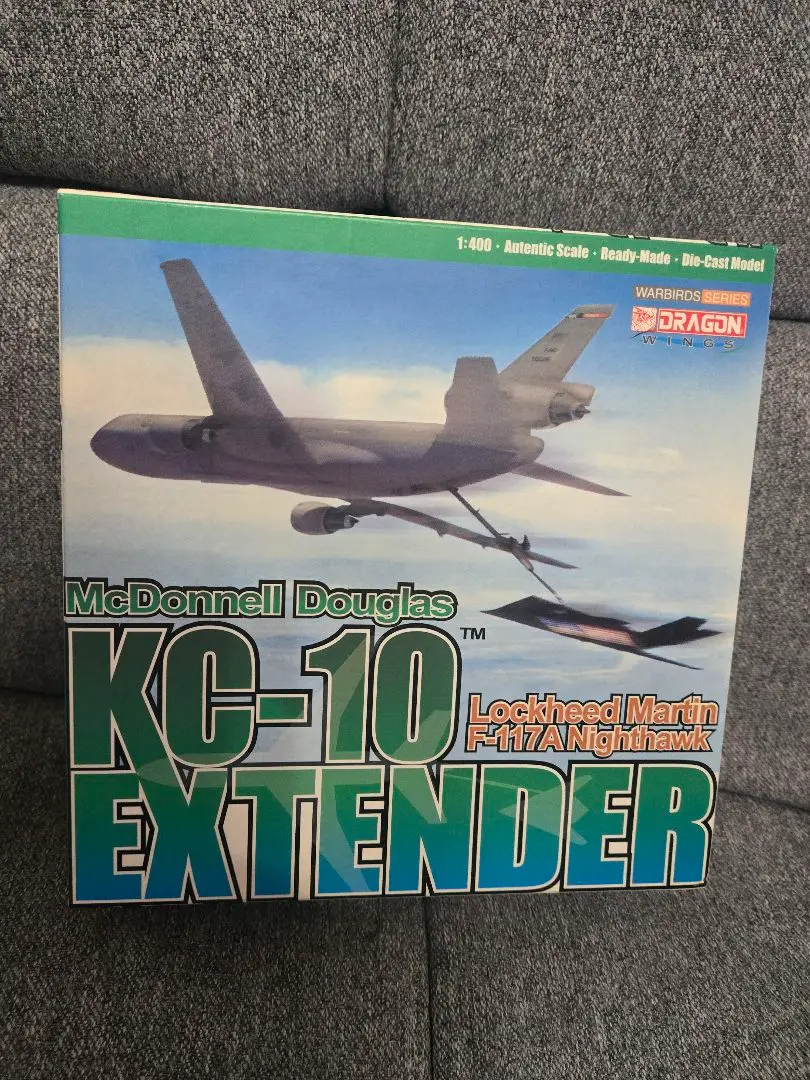 1:400 · Autentic Scale · Ready-Made · Die-Cast Model
WARBIRDS SERIES
DRAGON
WINGS
McDonnell Douglas
KC-10™
Lockheed Martin
F-117A Nighthawk
EXTENDER